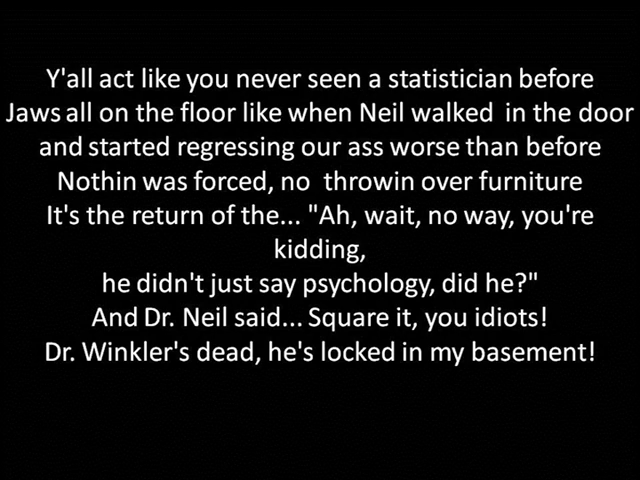 Y'all act like you never seen a statistician before
Jaws all on the floor like when Neil walked in the door
and started regressing our ass worse than before
Nothin was forced, no throwin over furniture
It's the return of the... "Ah, wait, no way, you're
kidding,
he didn't just say psychology, did he?"
And Dr. Neil said... Square it, you idiots!
Dr. Winkler's dead, he's locked in my basement!